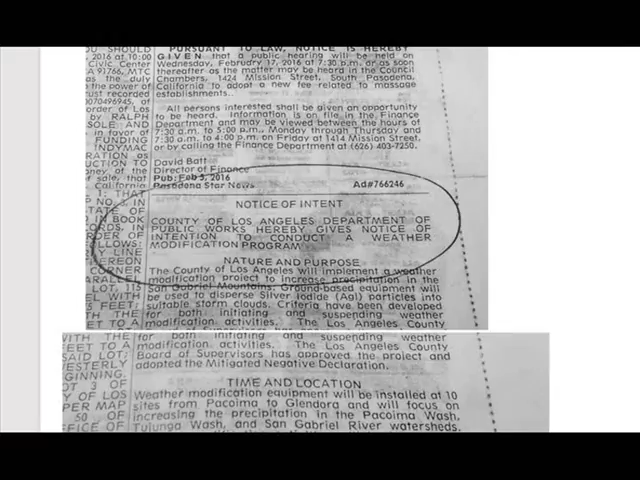 PURSUANT TO LAW, NOTICE IS HEREBY
GIVEN that a public hearing will be held on
Wednesday, February 17, 2016 at 7:30 p.m. or as soon
thereafter as the matter may be heard in the Council
Chambers, 1424 Mission Street, South Pasadena,
California to adopt a new fee related to massage
establishments.
All persons interested shall be given an opportunity
to be heard. Information is on file in the Finance
Department and may be viewed between the hours of
7:30 a.m. to 5:00 p.m., Monday through Thursday and
7:30 a.m. to 4:00 p.m. on Friday at 1414 Mission Street,
or by calling the Finance Department at (626) 403-7250.
David Batt
Director of Finance
Pub: Feb 5, 2016
Pasadena Star News Ad#766246
NOTICE OF INTENT
COUNTY OF LOS ANGELES DEPARTMENT OF
PUBLIC WORKS HEREBY GIVES NOTICE OF
INTENTION TO CONDUCT A WEATHER
MODIFICATION PROGRAM
NATURE AND PURPOSE
The County of Los Angeles will implement a weather
modification project to increase precipitation in the
San Gabriel Mountains. Ground-based equipment will
be used to disperse Silver Iodide (AgI) particles into
suitable storm clouds. Criteria have been developed
for both initiating and suspending weather
modification activities. The Los Angeles County
for both initiating and suspending weather
modification activities. The Los Angeles County
Board of Supervisors has approved the project and
adopted the Mitigated Negative Declaration.
TIME AND LOCATION
Weather modification equipment will be installed at 10
sites from Pacoima to Glendora and will focus on
increasing the precipitation in the Pacoima Wash,
Tujunga Wash, and San Gabriel River watersheds.